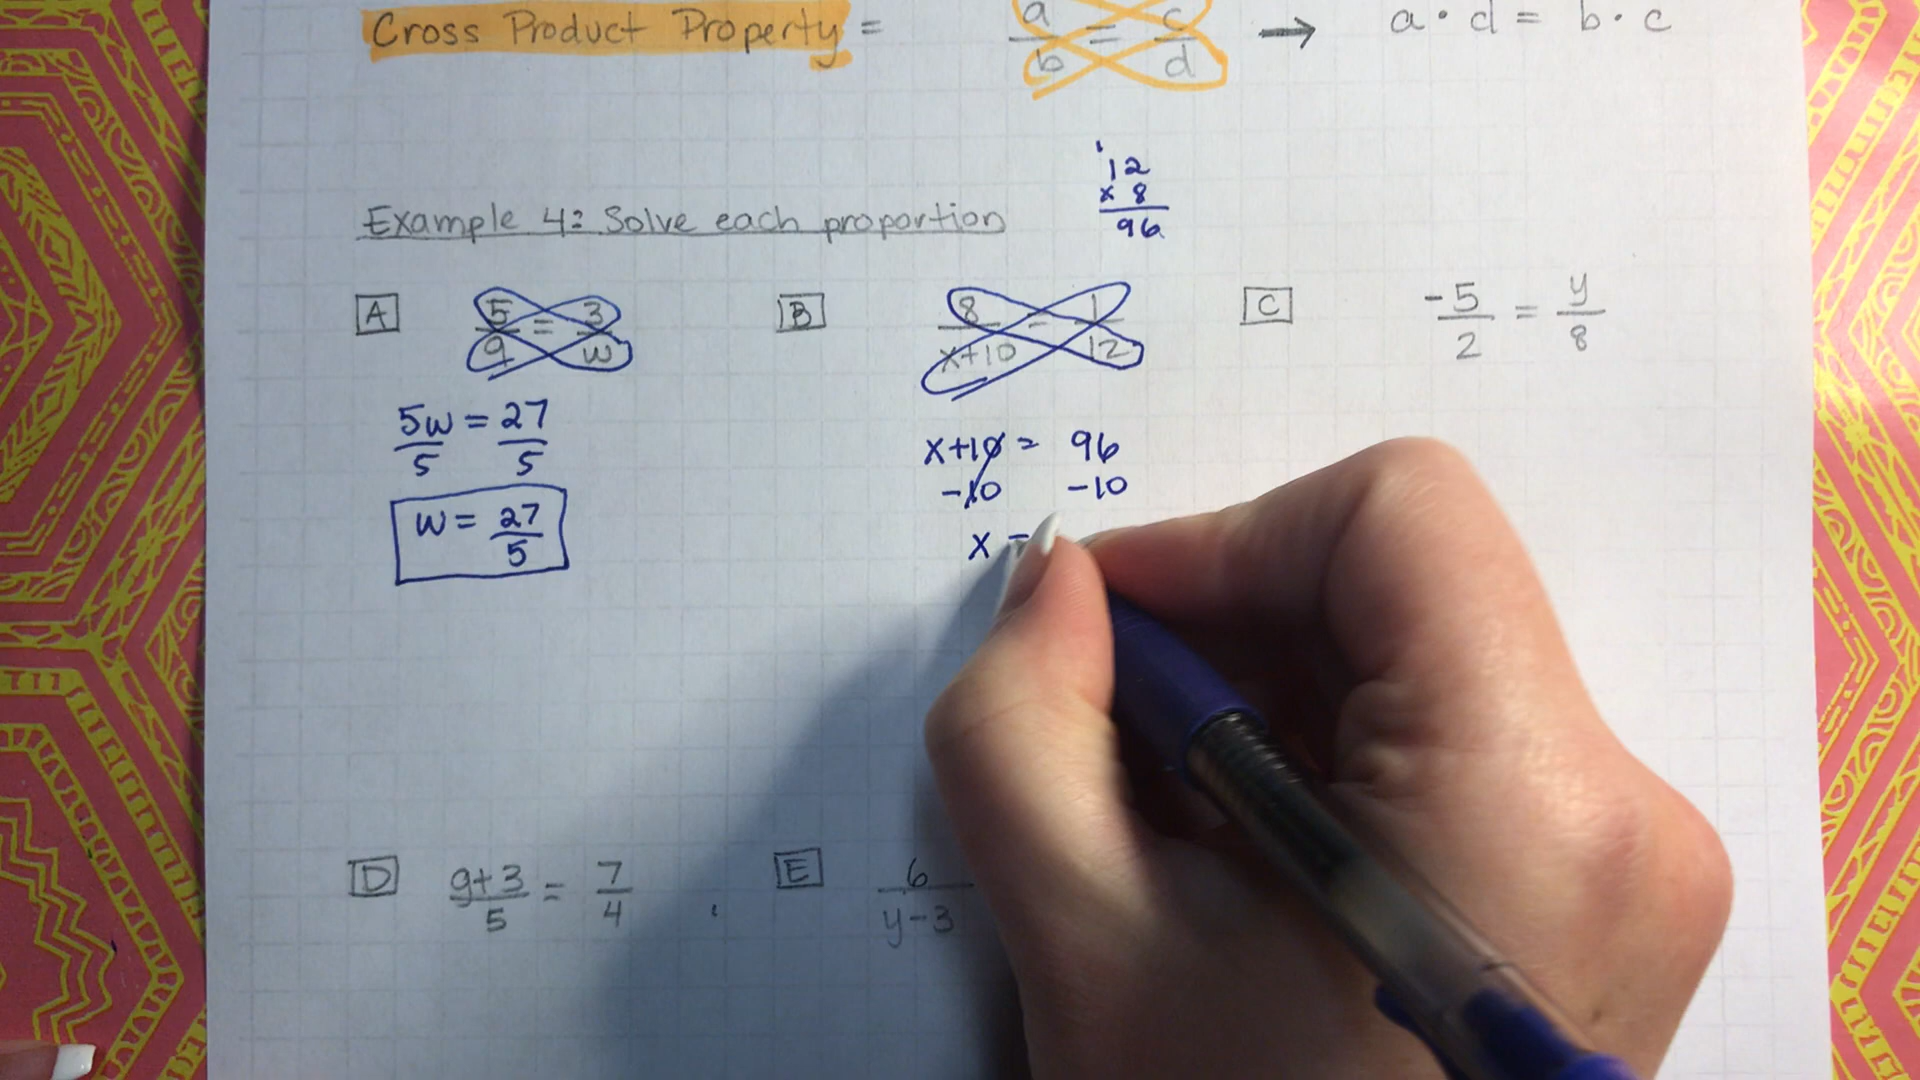 Cross Product Property = a/b = c/d → a · d = b · c
12
× 8
96
Example 4: Solve each proportion
A 5/9 = 3/w
5w/5 = 27/5
w = 27/5
B 8/x+10 = 1/12
x+10 = 96
-10 -10
x =
C -5/2 = y/8
D g+3/5 = 7/4
E 6/y-3